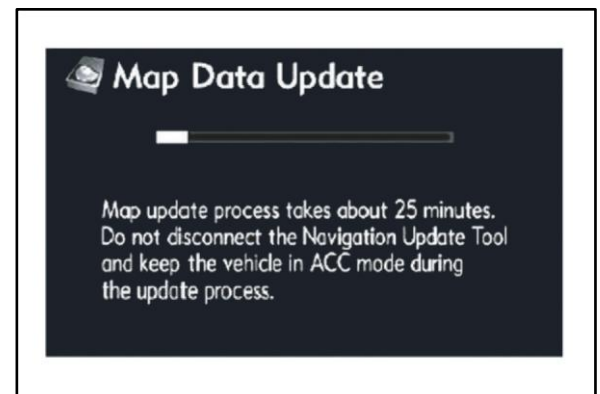 Map Data Update
Map update process takes about 25 minutes.
Do not disconnect the Navigation Update Tool
and keep the vehicle in ACC mode during
the update process.